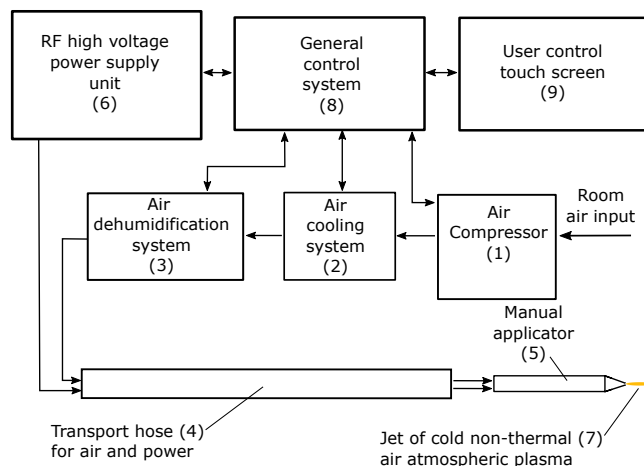 RF high voltage
power supply
unit
(6)
General
control
system
(8)
User control
touch screen
(9)
Air
dehumidification
system
(3)
Air
cooling
system
(2)
Air
Compressor
(1)
Room
air input
Manual
applicator
(5)
Transport hose (4)
for air and power
Jet of cold non-thermal (7)
air atmospheric plasma